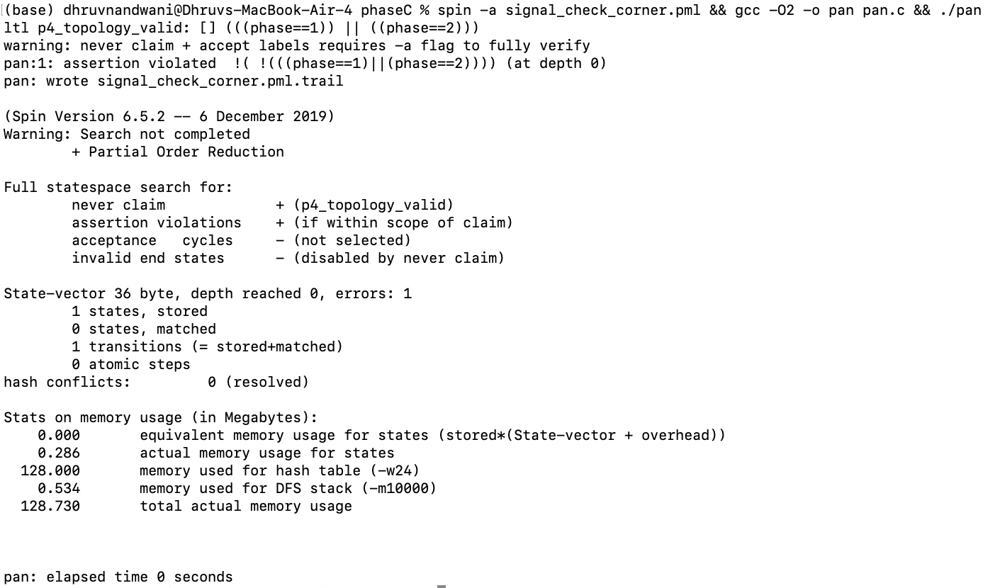 (base) dhruvnandwani@Dhruvs-MacBook-Air-4 phaseC % spin -a signal_check_corner.pml && gcc -O2 -o pan pan.c && ./pan
ltl p4_topology_valid: [] (((phase==1)) || ((phase==2)))
warning: never claim + accept labels requires -a flag to fully verify
pan:1: assertion violated  !( !(((phase==1)||(phase==2)))) (at depth 0)
pan: wrote signal_check_corner.pml.trail

(Spin Version 6.5.2 -- 6 December 2019)
Warning: Search not completed
        + Partial Order Reduction

Full statespace search for:
        never claim             + (p4_topology_valid)
        assertion violations    + (if within scope of claim)
        acceptance   cycles     - (not selected)
        invalid end states      - (disabled by never claim)

State-vector 36 byte, depth reached 0, errors: 1
        1 states, stored
        0 states, matched
        1 transitions (= stored+matched)
        0 atomic steps
hash conflicts:         0 (resolved)

Stats on memory usage (in Megabytes):
    0.000       equivalent memory usage for states (stored*(State-vector + overhead))
    0.286       actual memory usage for states
  128.000       memory used for hash table (-w24)
    0.534       memory used for DFS stack (-m10000)
  128.730       total actual memory usage

pan: elapsed time 0 seconds